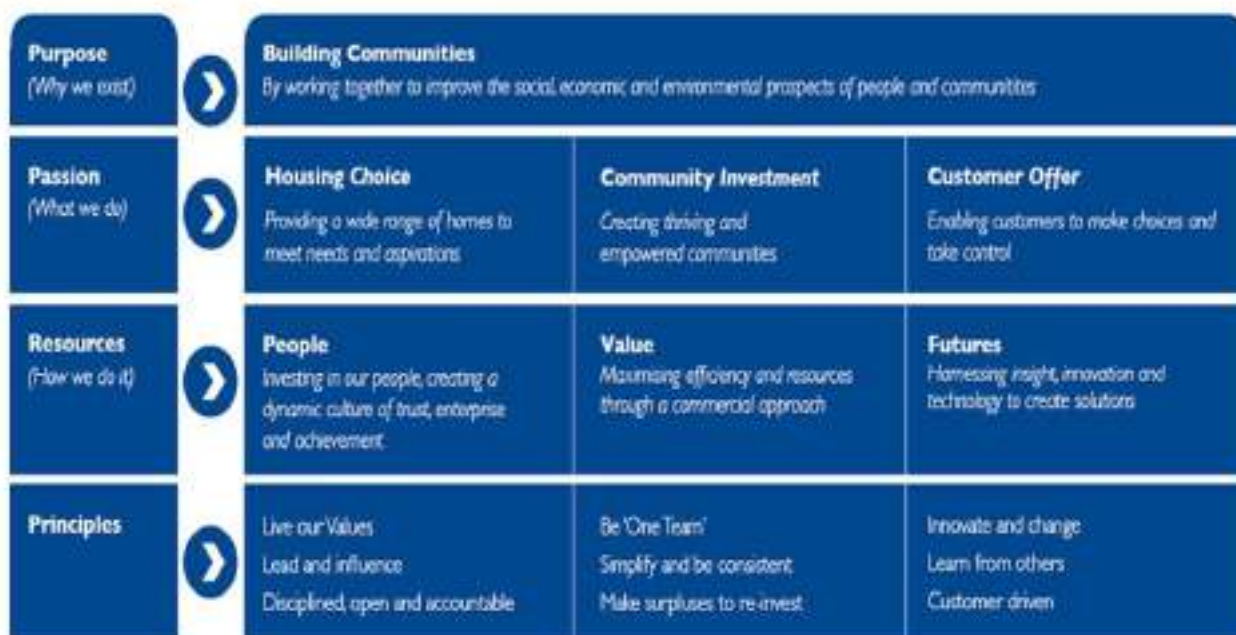 Purpose
(Why we exist)
Building Communities
By working together to improve the social, economic and environmental prospects of people and communities
Passion
(What we do)
Housing Choice
Providing a wide range of homes to
meet needs and aspirations
Community Investment
Creating thriving and
empowered communities
Customer Offer
Enabling customers to make choices and
take control
Resources
(How we do it)
People
Investing in our people, creating a
dynamic culture of trust, enterprise
and achievement
Value
Maximising efficiency and resources
through a commercial approach
Futures
Harnessing insight, innovation and
technology to create solutions
Principles
Live our Values
Lead and influence
Disciplined, open and accountable
Be 'One Team'
Simplify and be consistent
Make surpluses to re-invest
Innovate and change
Learn from others
Customer driven